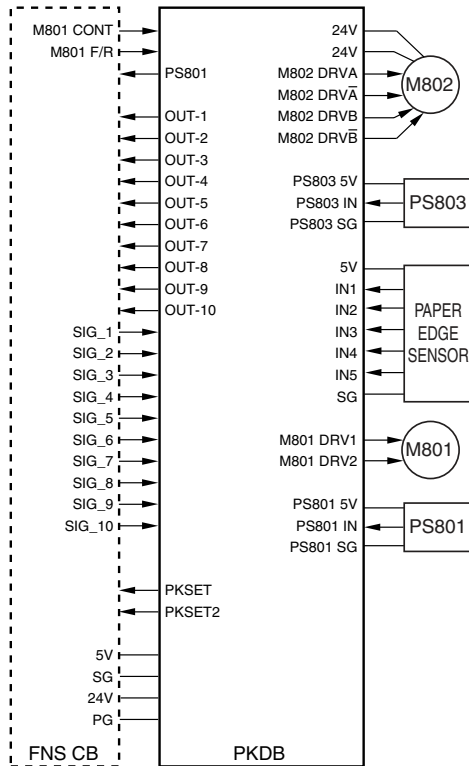 M801 CONT
M801 F/R
PS801
OUT-1
OUT-2
OUT-3
OUT-4
OUT-5
OUT-6
OUT-7
OUT-8
OUT-9
OUT-10
SIG_1
SIG_2
SIG_3
SIG_4
SIG_5
SIG_6
SIG_7
SIG_8
SIG_9
SIG_10
PKSET
PKSET2
5V
SG
24V
PG
FNS CB
24V
24V
M802 DRVA
M802 DRVA̅
M802 DRVB
M802 DRVB̅
M802
PS803 5V
PS803 IN
PS803 SG
PS803
5V
IN1
IN2
IN3
IN4
IN5
SG
PAPER
EDGE
SENSOR
M801 DRV1
M801 DRV2
M801
PS801 5V
PS801 IN
PS801 SG
PS801
PKDB